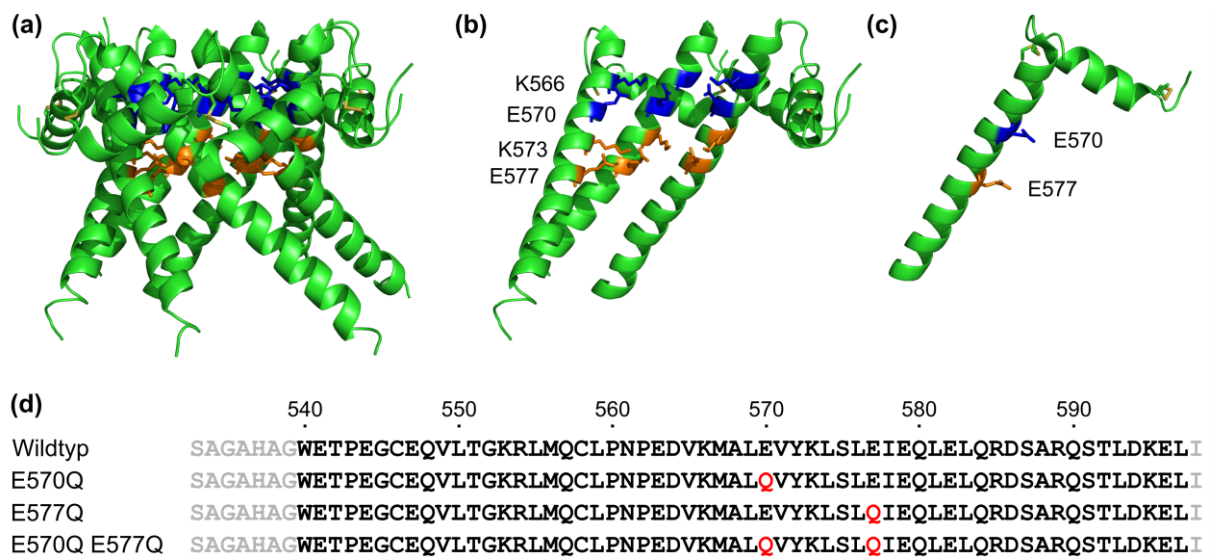 (a) (b) (c)
K566
E570
K573
E577
E570
E577
(d) 540 550 560 570 580 590
Wildtyp SAGAHAGWETPEGCEQVLTGKRLMQCLPNPEDVKMALEVYKLSLEIEQLELQRDSARQSTLDKELI
E570Q SAGAHAGWETPEGCEQVLTGKRLMQCLPNPEDVKMALQVYKLSLEIEQLELQRDSARQSTLDKELI
E577Q SAGAHAGWETPEGCEQVLTGKRLMQCLPNPEDVKMALEVYKLSLQIEQLELQRDSARQSTLDKELI
E570Q E577Q SAGAHAGWETPEGCEQVLTGKRLMQCLPNPEDVKMALQVYKLSLQIEQLELQRDSARQSTLDKELI